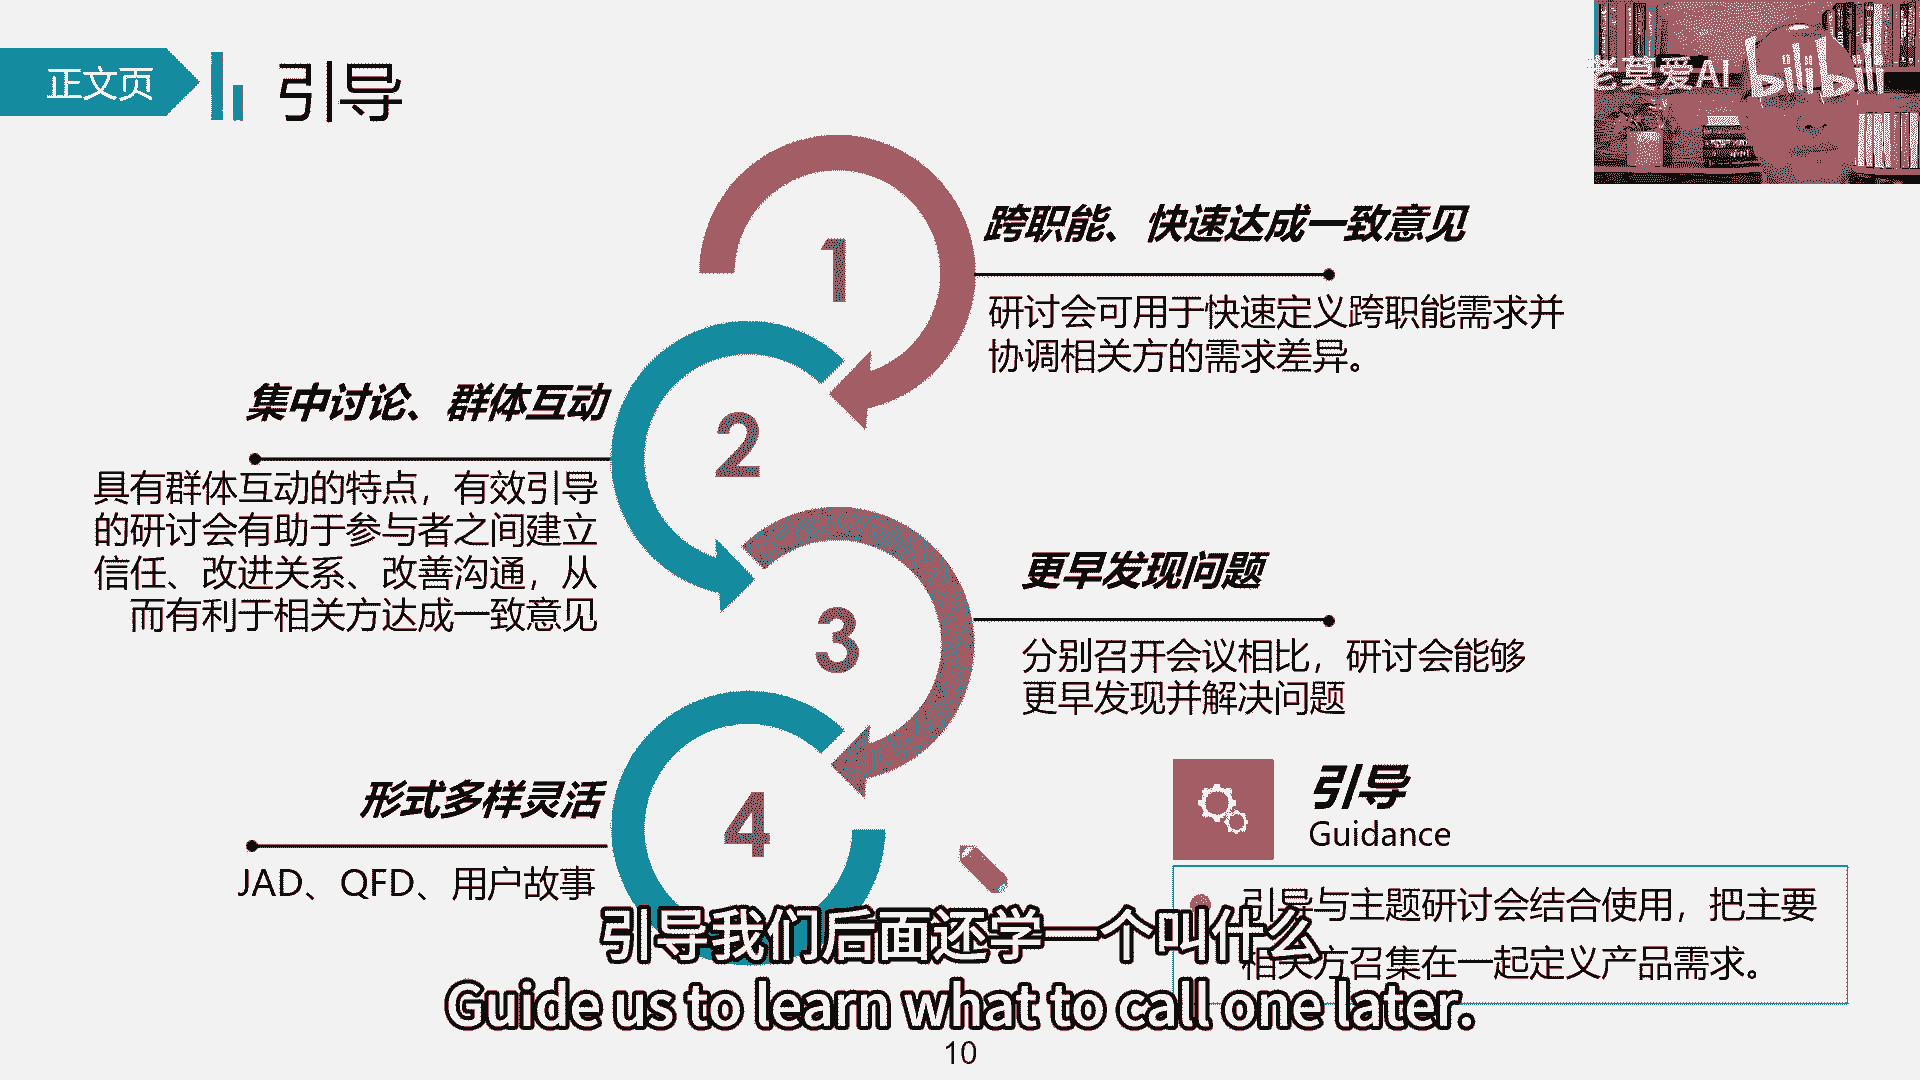 正文页
引导
老莫爱AI
bilibili
1
跨职能、快速达成一致意见
研讨会可用于快速定义跨职能需求并
协调相关方的需求差异。
2
集中讨论、群体互动
具有群体互动的特点，有效引导
的研讨会有助于参与者之间建立
信任、改进关系、改善沟通，从
而有利于相关方达成一致意见
3
更早发现问题
分别召开会议相比，研讨会能够
更早发现并解决问题
4
形式多样灵活
JAD、QFD、用户故事
引导
Guidance
引导与主题研讨会结合使用，把主要
相关方召集在一起定义产品需求。
引导我们后面还学一个叫什么
Guide us to learn what to call one later.
10